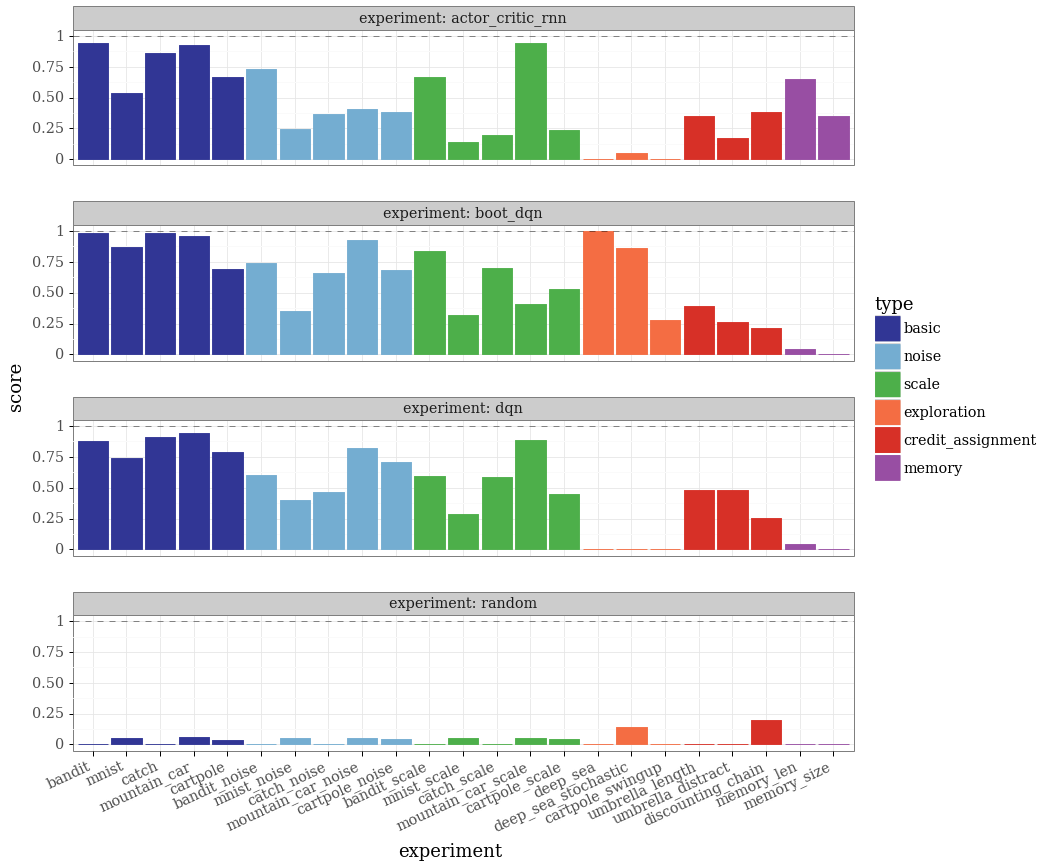 experiment: actor_critic_rnn
1
0.75
0.50
0.25
0
experiment: boot_dqn
1
0.75
0.50
0.25
0
experiment: dqn
1
0.75
0.50
0.25
0
experiment: random
1
0.75
0.50
0.25
0
score
bandit
mnist
catch
mountain_car
cartpole
bandit_noise
mnist_noise
catch_noise
mountain_car_noise
cartpole_noise
bandit_scale
mnist_scale
catch_scale
mountain_car_scale
cartpole_scale
deep_sea
deep_sea_stochastic
cartpole_swingup
umbrella_length
umbrella_distract
discounting_chain
memory_len
memory_size
experiment
type
basic
noise
scale
exploration
credit_assignment
memory